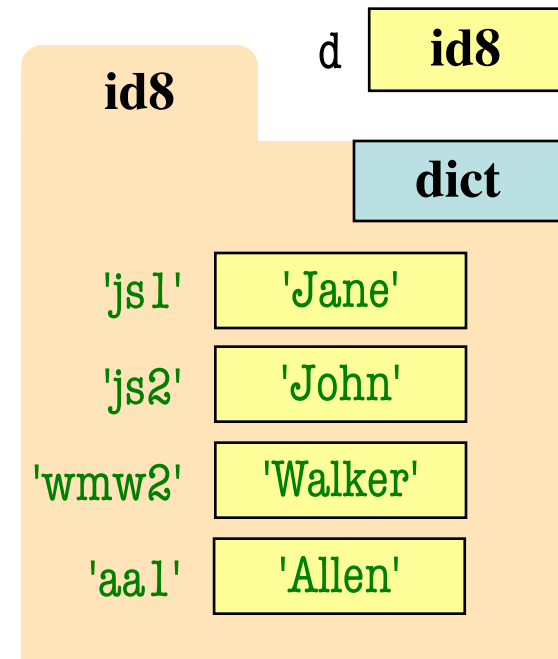 d id8
id8
dict
'js1' 'Jane'
'js2' 'John'
'wmw2' 'Walker'
'aa1' 'Allen'